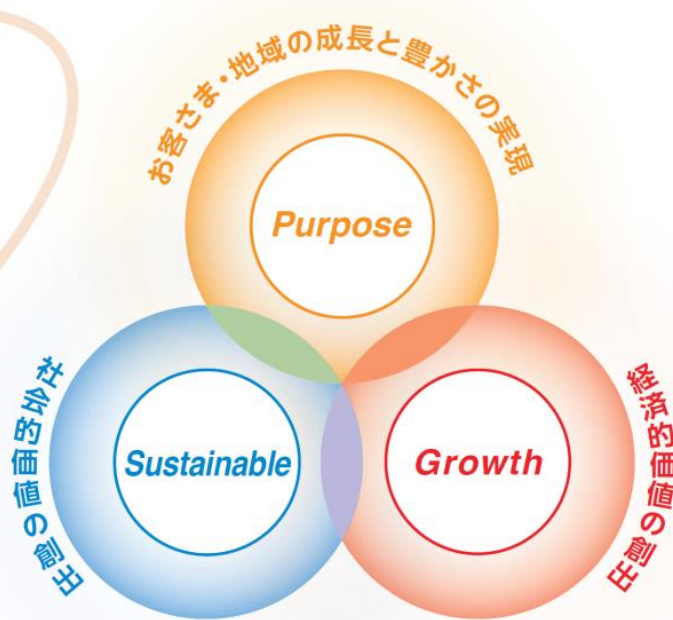 お客さま・地域の成長と豊かさの実現
Purpose
社会的価値の創出
Sustainable
Growth
経済的価値の創出